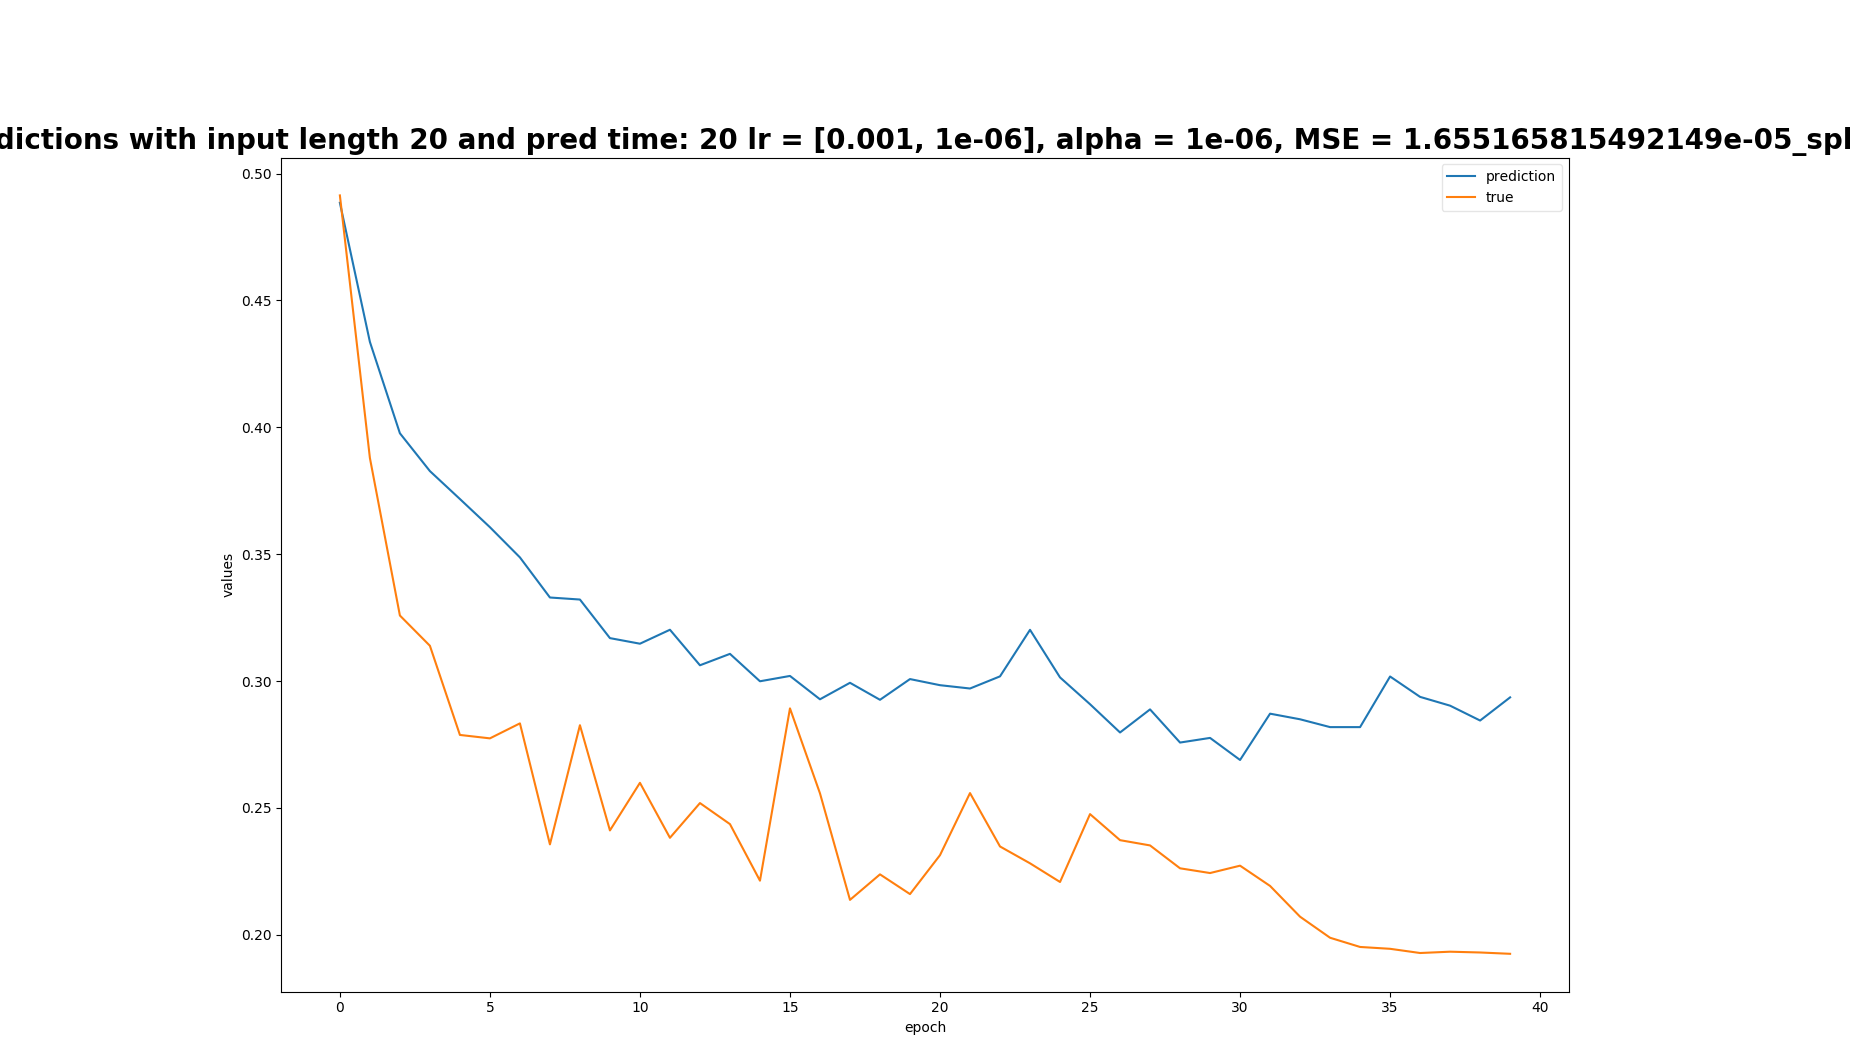 dictions with input length 20 and pred time: 20 lr = [0.001, 1e-06], alpha = 1e-06, MSE = 1.655165815492149e-05_spl
prediction
true
0.50
0.45
0.40
0.35
0.30
0.25
0.20
values
0 5 10 15 20 25 30 35 40
epoch